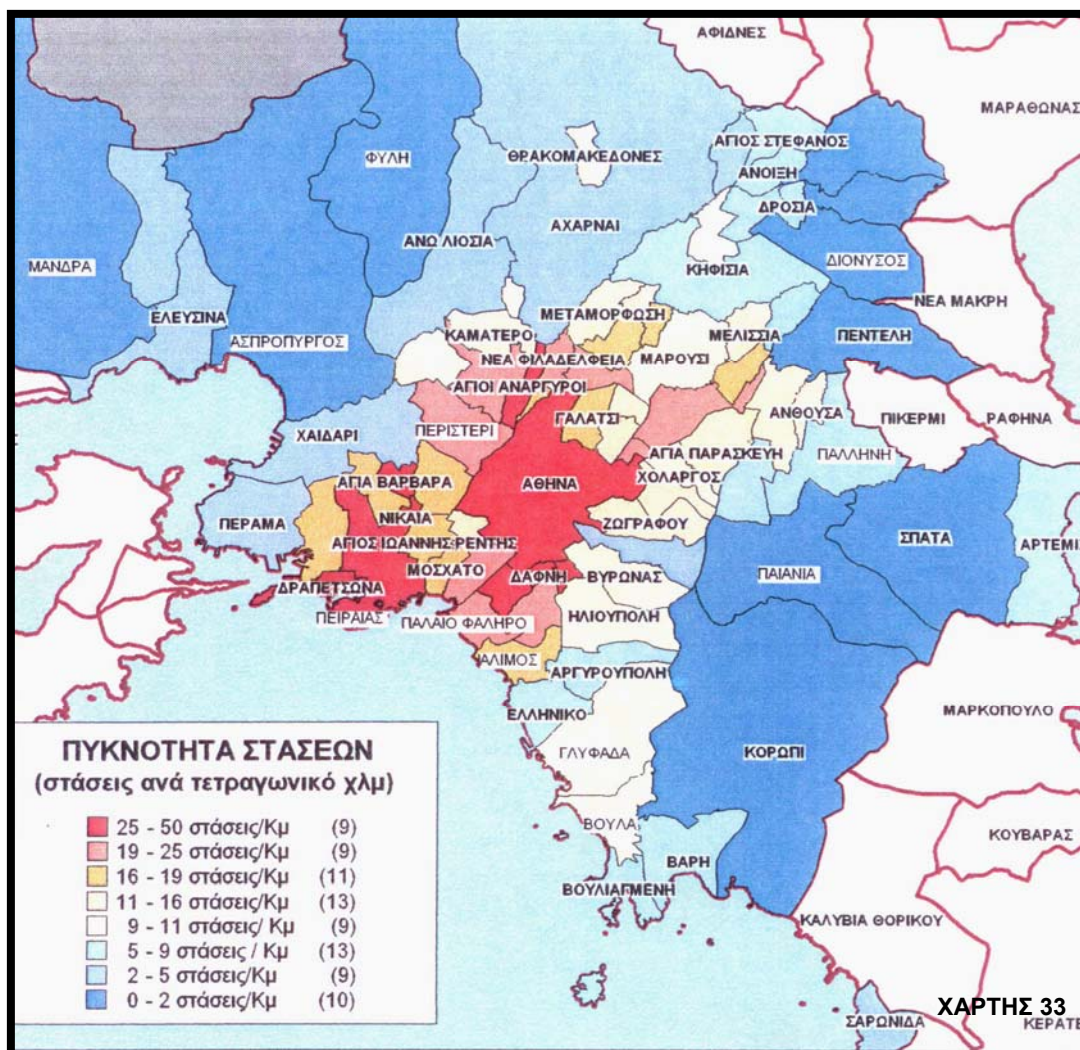 ΑΦΙΔΝΕΣ
ΜΑΡΑΘΩΝΑΣ
ΑΓΙΟΣ ΣΤΕΦΑΝΟΣ
ΦΥΛΗ
ΘΡΑΚΟΜΑΚΕΔΟΝΕΣ
ΑΝΟΙΞΗ
ΔΡΟΣΙΑ
ΑΧΑΡΝΑΙ
ΑΝΩ ΛΙΟΣΙΑ
ΜΑΝΔΡΑ
ΚΗΦΙΣΙΑ
ΔΙΟΝΥΣΟΣ
ΝΕΑ ΜΑΚΡΗ
ΕΛΕΥΣΙΝΑ
ΑΣΠΡΟΠΥΡΓΟΣ
ΜΕΤΑΜΟΡΦΩΣΗ
ΚΑΜΑΤΕΡΟ
ΜΕΛΙΣΣΙΑ
ΠΕΝΤΕΛΗ
ΝΕΑ ΦΙΛΑΔΕΛΦΕΙΑ
ΜΑΡΟΥΣΙ
ΑΓΙΟΙ ΑΝΑΡΓΥΡΟΙ
ΑΝΘΟΥΣΑ
ΠΙΚΕΡΜΙ
ΡΑΦΗΝΑ
ΓΑΛΑΤΣΙ
ΧΑΙΔΑΡΙ
ΠΕΡΙΣΤΕΡΙ
ΑΓΙΑ ΠΑΡΑΣΚΕΥΗ
ΠΑΛΛΗΝΗ
ΑΓΙΑ ΒΑΡΒΑΡΑ
ΑΘΗΝΑ
ΧΟΛΑΡΓΟΣ
ΠΕΡΑΜΑ
ΝΙΚΑΙΑ
ΖΩΓΡΑΦΟΥ
ΣΠΑΤΑ
ΑΡΤΕΜΙΣ
ΑΓΙΟΣ ΙΩΑΝΝΗΣ ΡΕΝΤΗΣ
ΜΟΣΧΑΤΟ
ΔΑΦΝΗ
ΒΥΡΩΝΑΣ
ΠΑΙΑΝΙΑ
ΔΡΑΠΕΤΣΩΝΑ
ΠΕΙΡΑΙΑΣ
ΠΑΛΑΙΟ ΦΑΛΗΡΟ
ΗΛΙΟΥΠΟΛΗ
ΑΛΙΜΟΣ
ΑΡΓΥΡΟΥΠΟΛΗ
ΕΛΛΗΝΙΚΟ
ΜΑΡΚΟΠΟΥΛΟ
ΓΛΥΦΑΔΑ
ΚΟΡΩΠΙ
ΒΟΥΛΑ
ΚΟΥΒΑΡΑΣ
ΒΑΡΗ
ΒΟΥΛΙΑΓΜΕΝΗ
ΚΑΛΥΒΙΑ ΘΟΡΙΚΟΥ
ΣΑΡΩΝΙΔΑ
ΚΕΡΑΤΕ
ΠΥΚΝΟΤΗΤΑ ΣΤΑΣΕΩΝ
(στάσεις ανά τετραγωνικό χλμ)
25 - 50 στάσεις/Κμ (9)
19 - 25 στάσεις/Κμ (9)
16 - 19 στάσεις/Κμ (11)
11 - 16 στάσεις/Κμ (13)
9 - 11 στάσεις/ Κμ (9)
5 - 9 στάσεις / Κμ (13)
2 - 5 στάσεις/Κμ (9)
0 - 2 στάσεις/Κμ (10)
ΧΑΡΤΗΣ 33